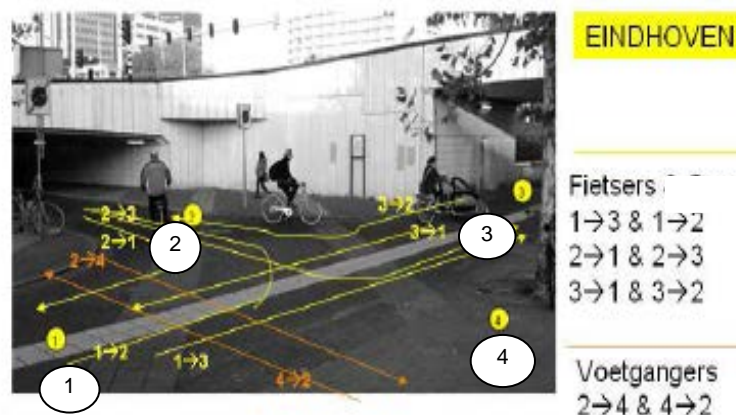 EINDHOVEN
Fietsers
1→3 & 1→2
2→1 & 2→3
3→1 & 3→2
Voetgangers
2→4 & 4→2
3→2
3
2→1
3→1
2
3
2→4
4
1
1→2
1→3
4→2
4
1